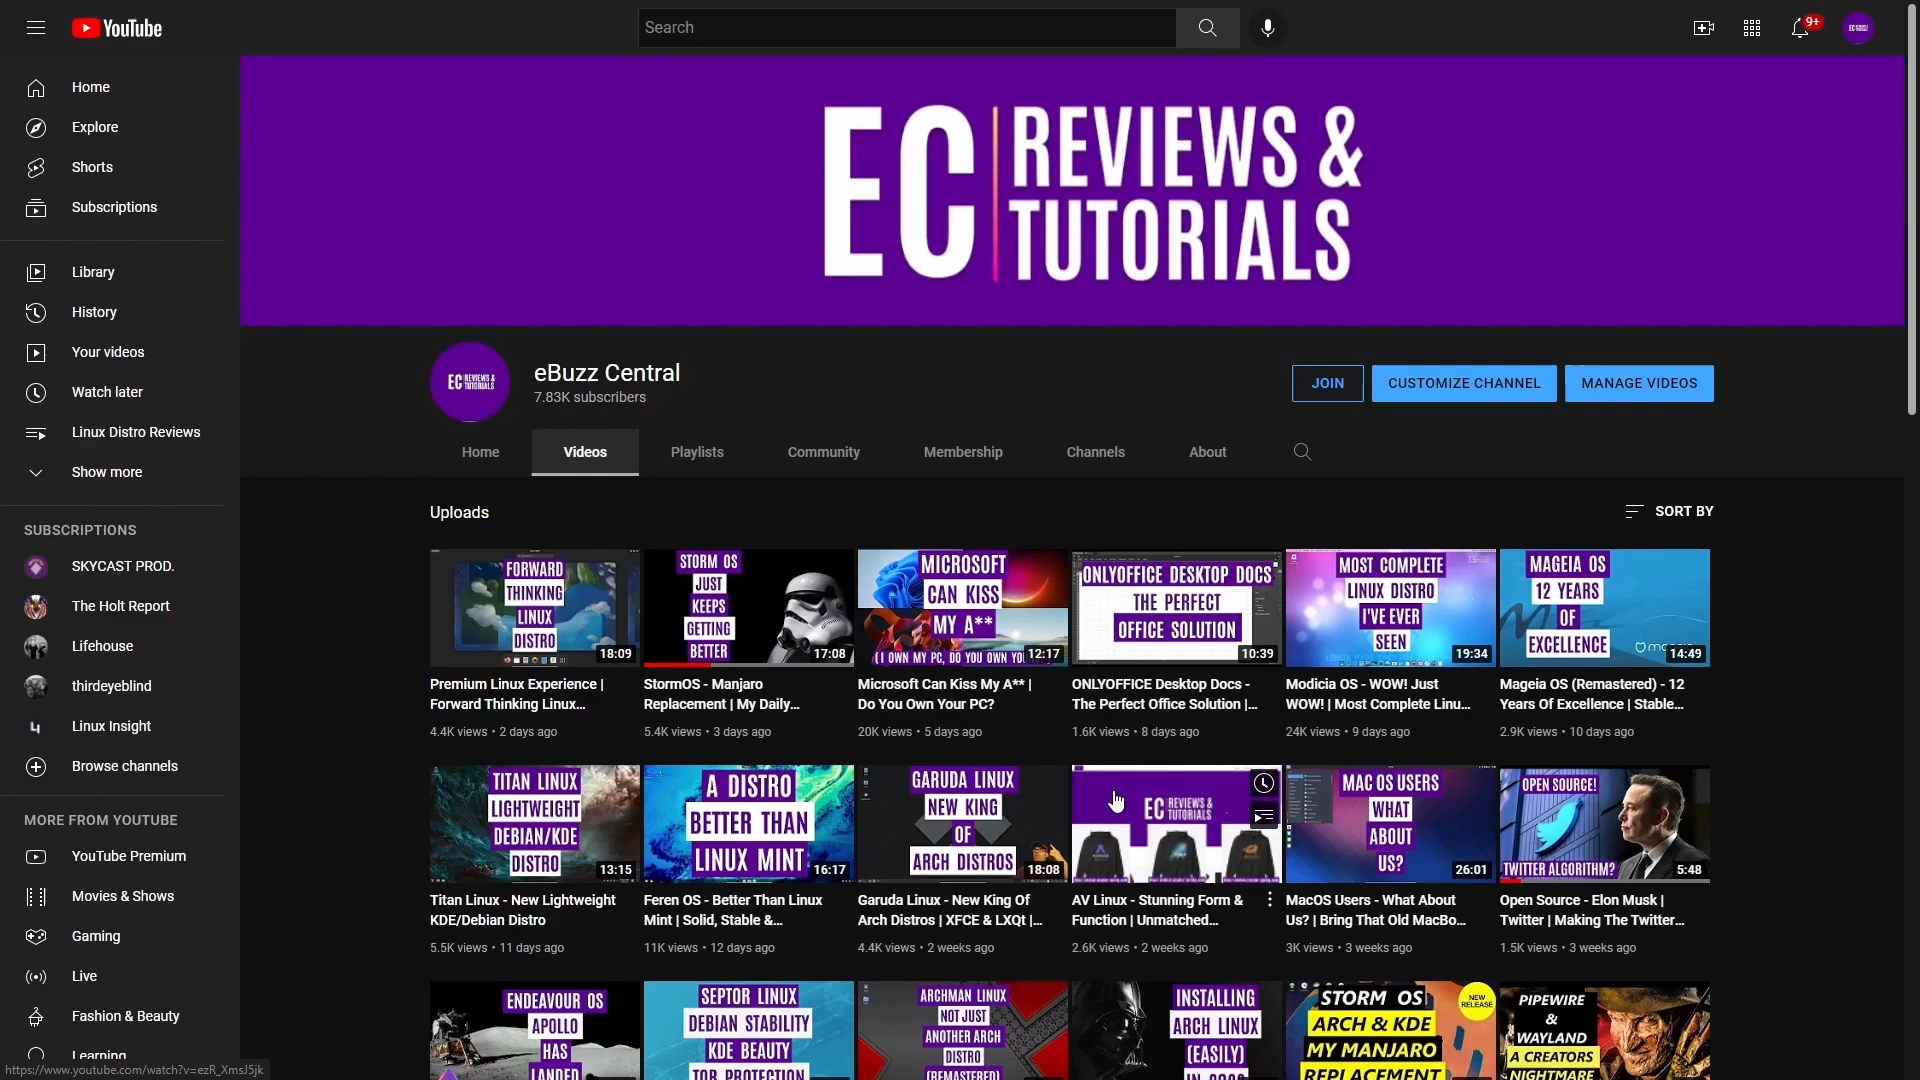 YouTube
Search
9+
Home
Explore
Shorts
Subscriptions
Library
History
Your videos
Watch later
Linux Distro Reviews
Show more
SUBSCRIPTIONS
SKYCAST PROD.
The Holt Report
Lifehouse
thirdeyeblind
Linux Insight
Browse channels
MORE FROM YOUTUBE
YouTube Premium
Movies & Shows
Gaming
Live
Fashion & Beauty
Learning
https://www.youtube.com/watch?v=ezR_XmsJ5jk
EC REVIEWS &
TUTORIALS
EC REVIEWS &
TUTORIALS
eBuzz Central
7.83K subscribers
JOIN
CUSTOMIZE CHANNEL
MANAGE VIDEOS
Home Videos Playlists Community Membership Channels About
Uploads
SORT BY
FORWARD
THINKING
LINUX
DISTRO
18:09
Premium Linux Experience |
Forward Thinking Linux...
4.4K views • 2 days ago
STORM OS
JUST
KEEPS
GETTING
BETTER
17:08
StormOS - Manjaro
Replacement | My Daily...
5.4K views • 3 days ago
MICROSOFT
CAN KISS
MY A**
(I OWN MY PC, DO YOU OWN
12:17
Microsoft Can Kiss My A** |
Do You Own Your PC?
20K views • 5 days ago
ONLYOFFICE DESKTOP DOCS
THE PERFECT
OFFICE SOLUTION
10:39
ONLYOFFICE Desktop Docs -
The Perfect Office Solution |...
1.6K views • 8 days ago
MOST COMPLETE
LINUX DISTRO
I'VE EVER
SEEN
19:34
Modicia OS - WOW! Just
WOW! | Most Complete Linu...
24K views • 9 days ago
MAGEIA OS
12 YEARS
OF
EXCELLENCE
14:49
Mageia OS (Remastered) - 12
Years Of Excellence | Stable...
2.9K views • 10 days ago
TITAN LINUX
LIGHTWEIGHT
DEBIAN/KDE
DISTRO
13:15
Titan Linux - New Lightweight
KDE/Debian Distro
5.5K views • 11 days ago
A DISTRO
BETTER THAN
LINUX MINT
16:17
Feren OS - Better Than Linux
Mint | Solid, Stable &...
11K views • 12 days ago
GARUDA LINUX
NEW KING
OF
ARCH DISTROS
18:08
Garuda Linux - New King Of
Arch Distros | XFCE & LXQt |...
4.4K views • 2 weeks ago
EC REVIEWS &
TUTORIALS
AV Linux - Stunning Form &
Function | Unmatched...
2.6K views • 2 weeks ago
MAC OS USERS
WHAT
ABOUT
US?
26:01
MacOS Users - What About
Us? | Bring That Old MacBo...
3K views • 3 weeks ago
OPEN SOURCE!
TWITTER ALGORITHM?
5:48
Open Source - Elon Musk |
Twitter | Making The Twitter...
1.5K views • 3 weeks ago
ENDEAVOUR OS
APOLLO
HAS
LANDED
SEPTOR LINUX
DEBIAN STABILITY
KDE BEAUTY
TOR PROTECTION
ARCHMAN LINUX
NOT JUST
ANOTHER ARCH
DISTRO
(REMASTERED)
INSTALLING
ARCH LINUX
(EASILY)
IN 2022
STORM OS
ARCH & KDE
MY MANJARO
REPLACEMENT
NEW
RELEASE
PIPEWIRE
&
WAYLAND
A CREATORS
NIGHTMARE